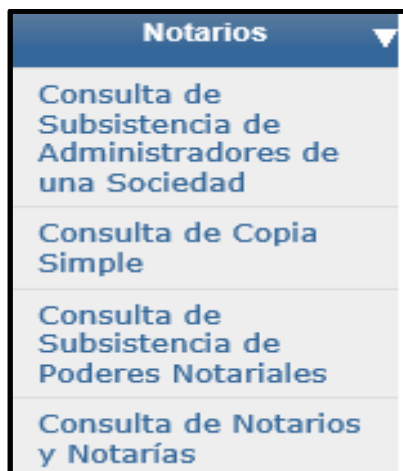 Notarios
Consulta de
Subsistencia de
Administradores de
una Sociedad
Consulta de Copia
Simple
Consulta de
Subsistencia de
Poderes Notariales
Consulta de Notarios
y Notarías